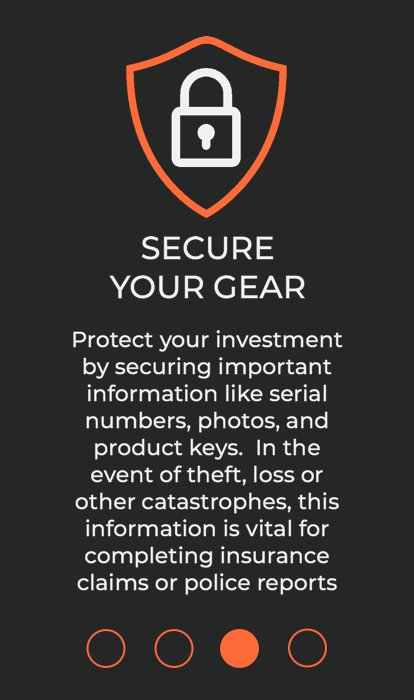 SECURE
YOUR GEAR
Protect your investment
by securing important
information like serial
numbers, photos, and
product keys.  In the
event of theft, loss or
other catastrophes, this
information is vital for
completing insurance
claims or police reports